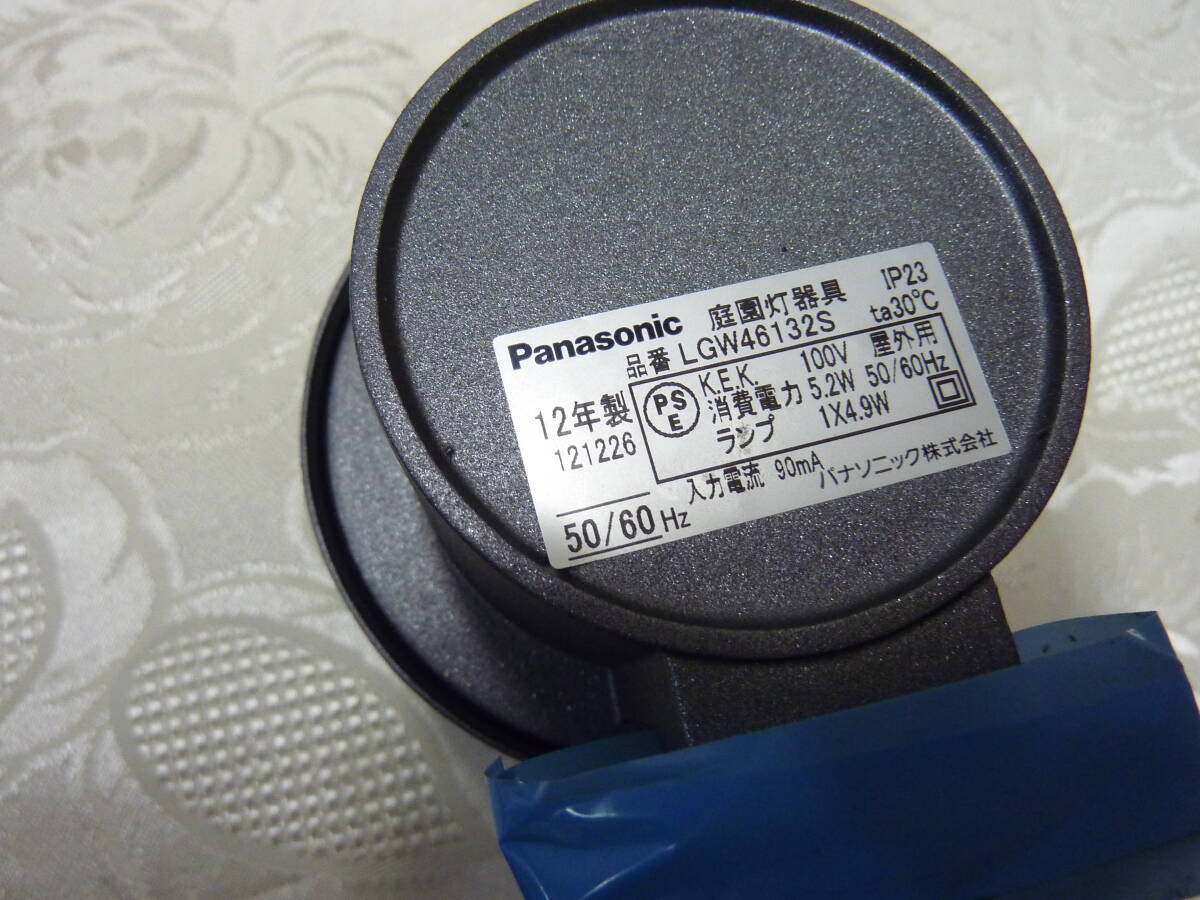 Panasonic 庭園灯器具 IP23
品番 LGW46132S ta30℃
12年製
121226
PS
E
K.E.K. 100V 屋外用
消費電力 5.2W 50/60Hz
ランプ 1X4.9W
入力電流 90mA
パナソニック株式会社
50/60 Hz